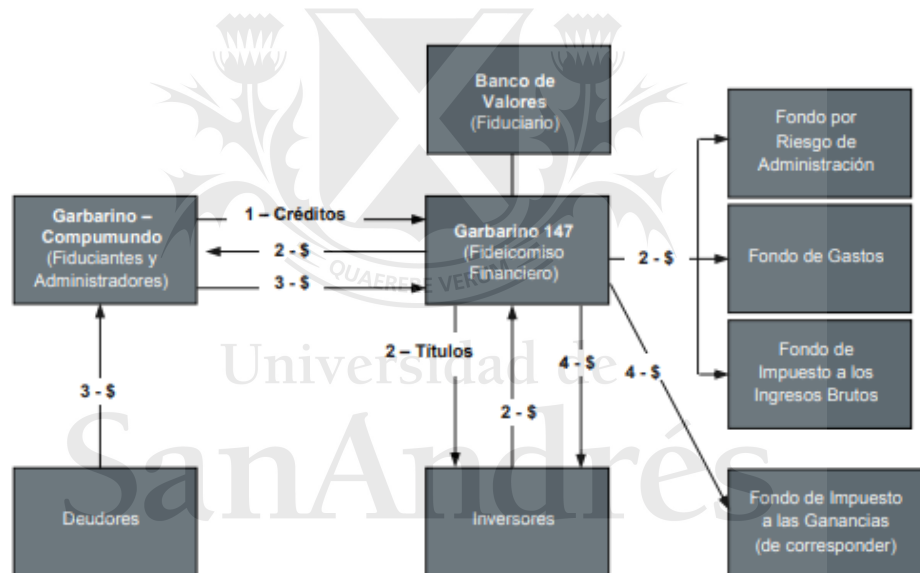 Banco de
Valores
(Fiduciario)
Fondo por
Riesgo de
Administración
Garbarino –
Compumundo
(Fiduciantes y
Administradores)
1 – Créditos
2 - $
3 - $
Garbarino 147
(Fideicomiso
Financiero)
2 - $
Fondo de Gastos
QUAERERE VERUM
2 – Títulos
4 - $
4 - $
Fondo de
Impuesto a los
Ingresos Brutos
Universidad de
3 - $
2 - $
SanAndrés
Deudores
Inversores
Fondo de Impuesto
a las Ganancias
(de corresponder)